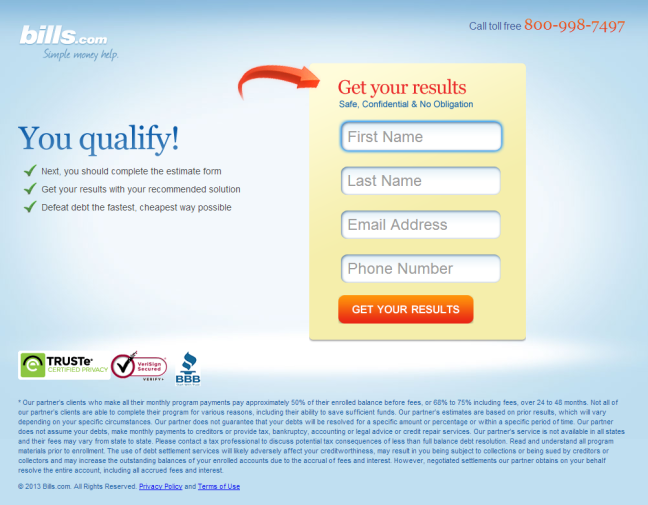 bills.com
Simple money help.
Call toll free 800-998-7497
Get your results
Safe, Confidential & No Obligation
You qualify!
Next, you should complete the estimate form
Get your results with your recommended solution
Defeat debt the fastest, cheapest way possible
First Name
Last Name
Email Address
Phone Number
GET YOUR RESULTS
TRUSTe
CERTIFIED PRIVACY
VeriSign
Secured
VERIFY
BBB
* Our partner's clients who make all their monthly program payments pay approximately 50% of their enrolled balance before fees, or 68% to 75% including fees, over 24 to 48 months. Not all of
our partner's clients are able to complete their program for various reasons, including their ability to save sufficient funds. Our partner's estimates are based on prior results, which will vary
depending on your specific circumstances. Our partner does not guarantee that your debts will be resolved for a specific amount or percentage or within a specific period of time. Our partner
does not assume your debts, make monthly payments to creditors or provide tax, bankruptcy, accounting or legal advice or credit repair services. Our partner's service is not available in all states
and their fees may vary from state to state. Please contact a tax professional to discuss potential tax consequences of less than full balance debt resolution. Read and understand all program
materials prior to enrollment. The use of debt settlement services will likely adversely affect your creditworthiness, may result in you being subject to collections or being sued by creditors or
collectors and may increase the outstanding balances of your enrolled accounts due to the accrual of fees and interest. However, negotiated settlements our partner obtains on your behalf
resolve the entire account, including all accrued fees and interest.
© 2013 Bills.com. All Rights Reserved. Privacy Policy and Terms of Use